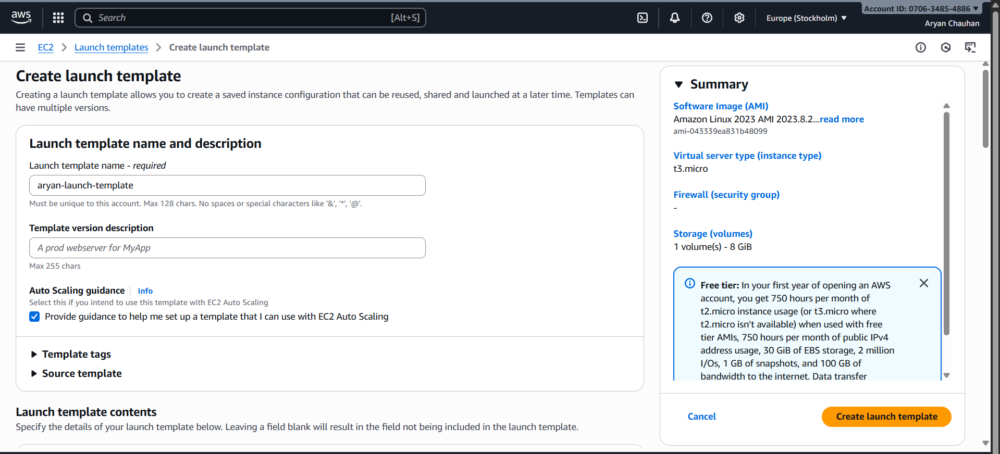 aws
Search
[Alt+S]
Europe (Stockholm)
Account ID: 0706-3485-4886
Aryan Chauhan
EC2
Launch templates
Create launch template
Create launch template
Creating a launch template allows you to create a saved instance configuration that can be reused, shared and launched at a later time. Templates can
have multiple versions.
Launch template name and description
Launch template name - required
aryan-launch-template
Must be unique to this account. Max 128 chars. No spaces or special characters like '&', '*', '@'.
Template version description
A prod webserver for MyApp
Max 255 chars
Auto Scaling guidance
Info
Select this if you intend to use this template with EC2 Auto Scaling
Provide guidance to help me set up a template that I can use with EC2 Auto Scaling
Template tags
Source template
Launch template contents
Specify the details of your launch template below. Leaving a field blank will result in the field not being included in the launch template.
Summary
Software Image (AMI)
Amazon Linux 2023 AMI 2023.8.2...read more
ami-043339ea831b48099
Virtual server type (instance type)
t3.micro
Firewall (security group)
-
Storage (volumes)
1 volume(s) - 8 GiB
Free tier: In your first year of opening an AWS
account, you get 750 hours per month of
t2.micro instance usage (or t3.micro where
t2.micro isn't available) when used with free
tier AMIs, 750 hours per month of public IPv4
address usage, 30 GiB of EBS storage, 2 million
I/Os, 1 GB of snapshots, and 100 GB of
bandwidth to the internet. Data transfer
Cancel
Create launch template